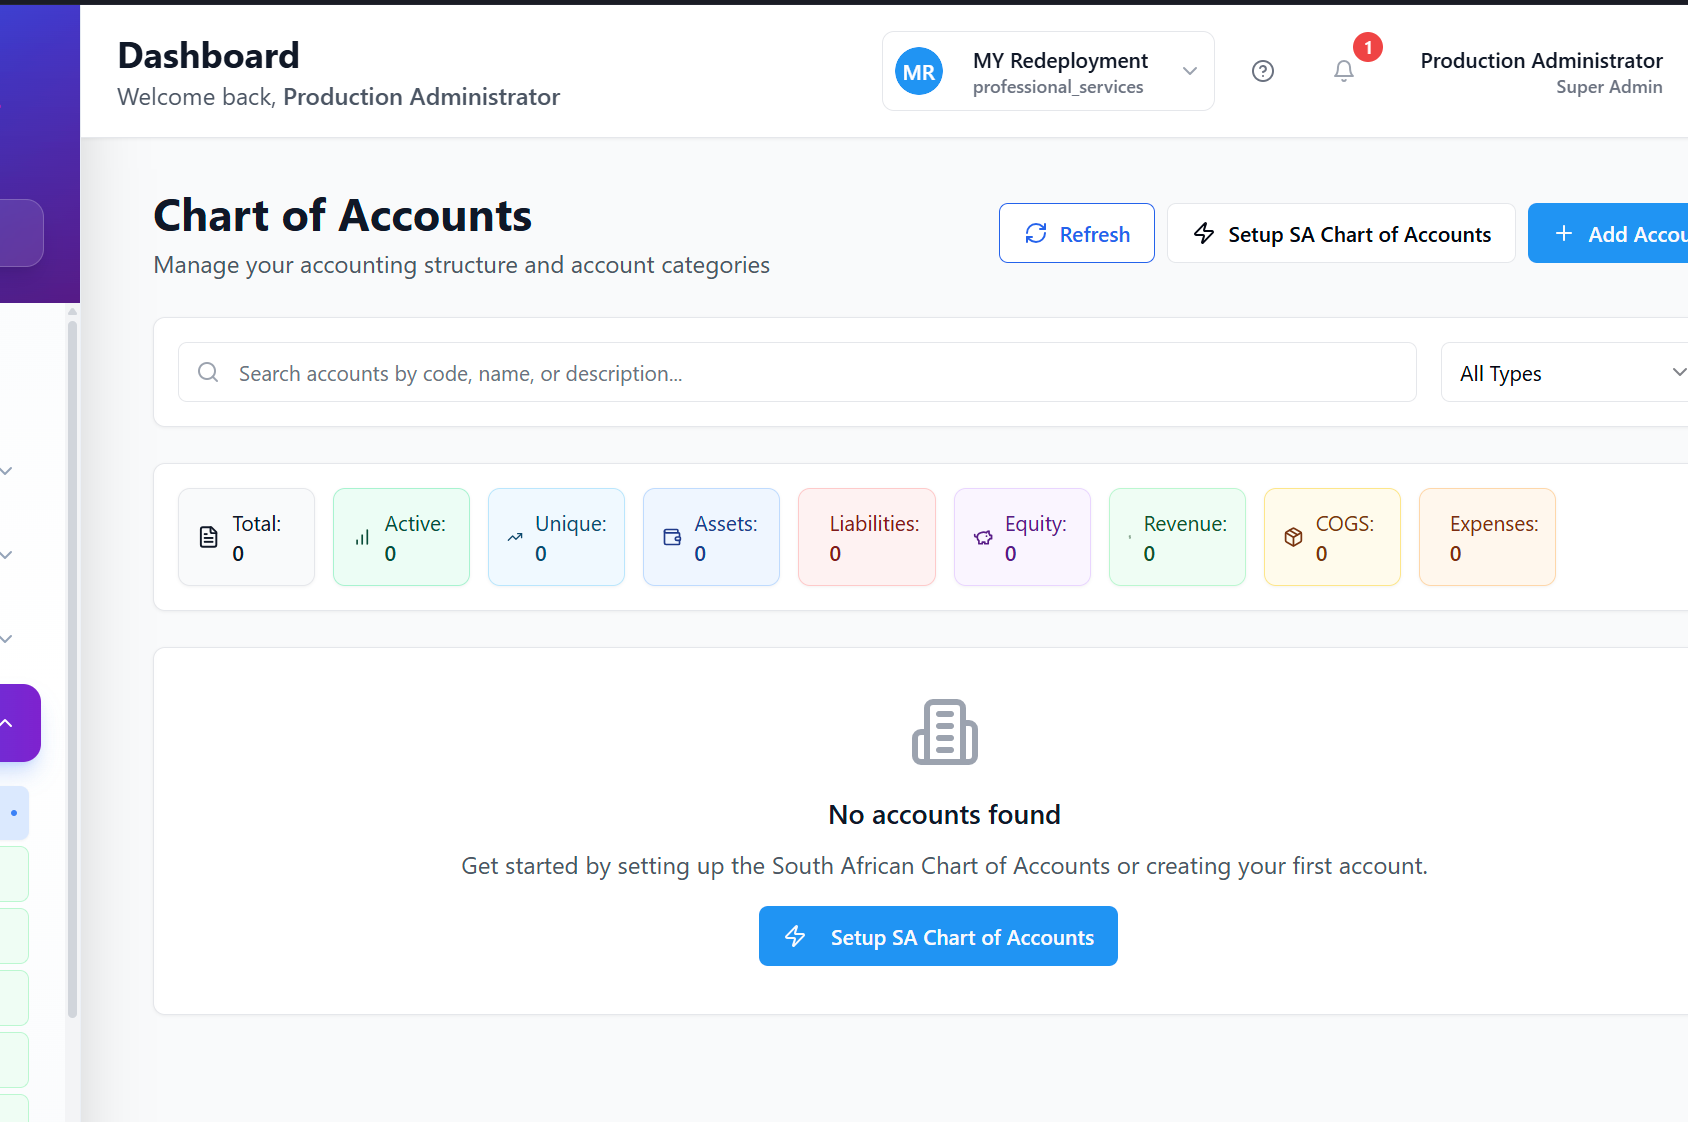 Dashboard
Welcome back, Production Administrator
MR
MY Redeployment
professional_services
1
Production Administrator
Super Admin
Chart of Accounts
Manage your accounting structure and account categories
Refresh
Setup SA Chart of Accounts
Add Accou
Search accounts by code, name, or description...
All Types
Total:
0
Active:
0
Unique:
0
Assets:
0
Liabilities:
0
Equity:
0
Revenue:
0
COGS:
0
Expenses:
0
No accounts found
Get started by setting up the South African Chart of Accounts or creating your first account.
Setup SA Chart of Accounts